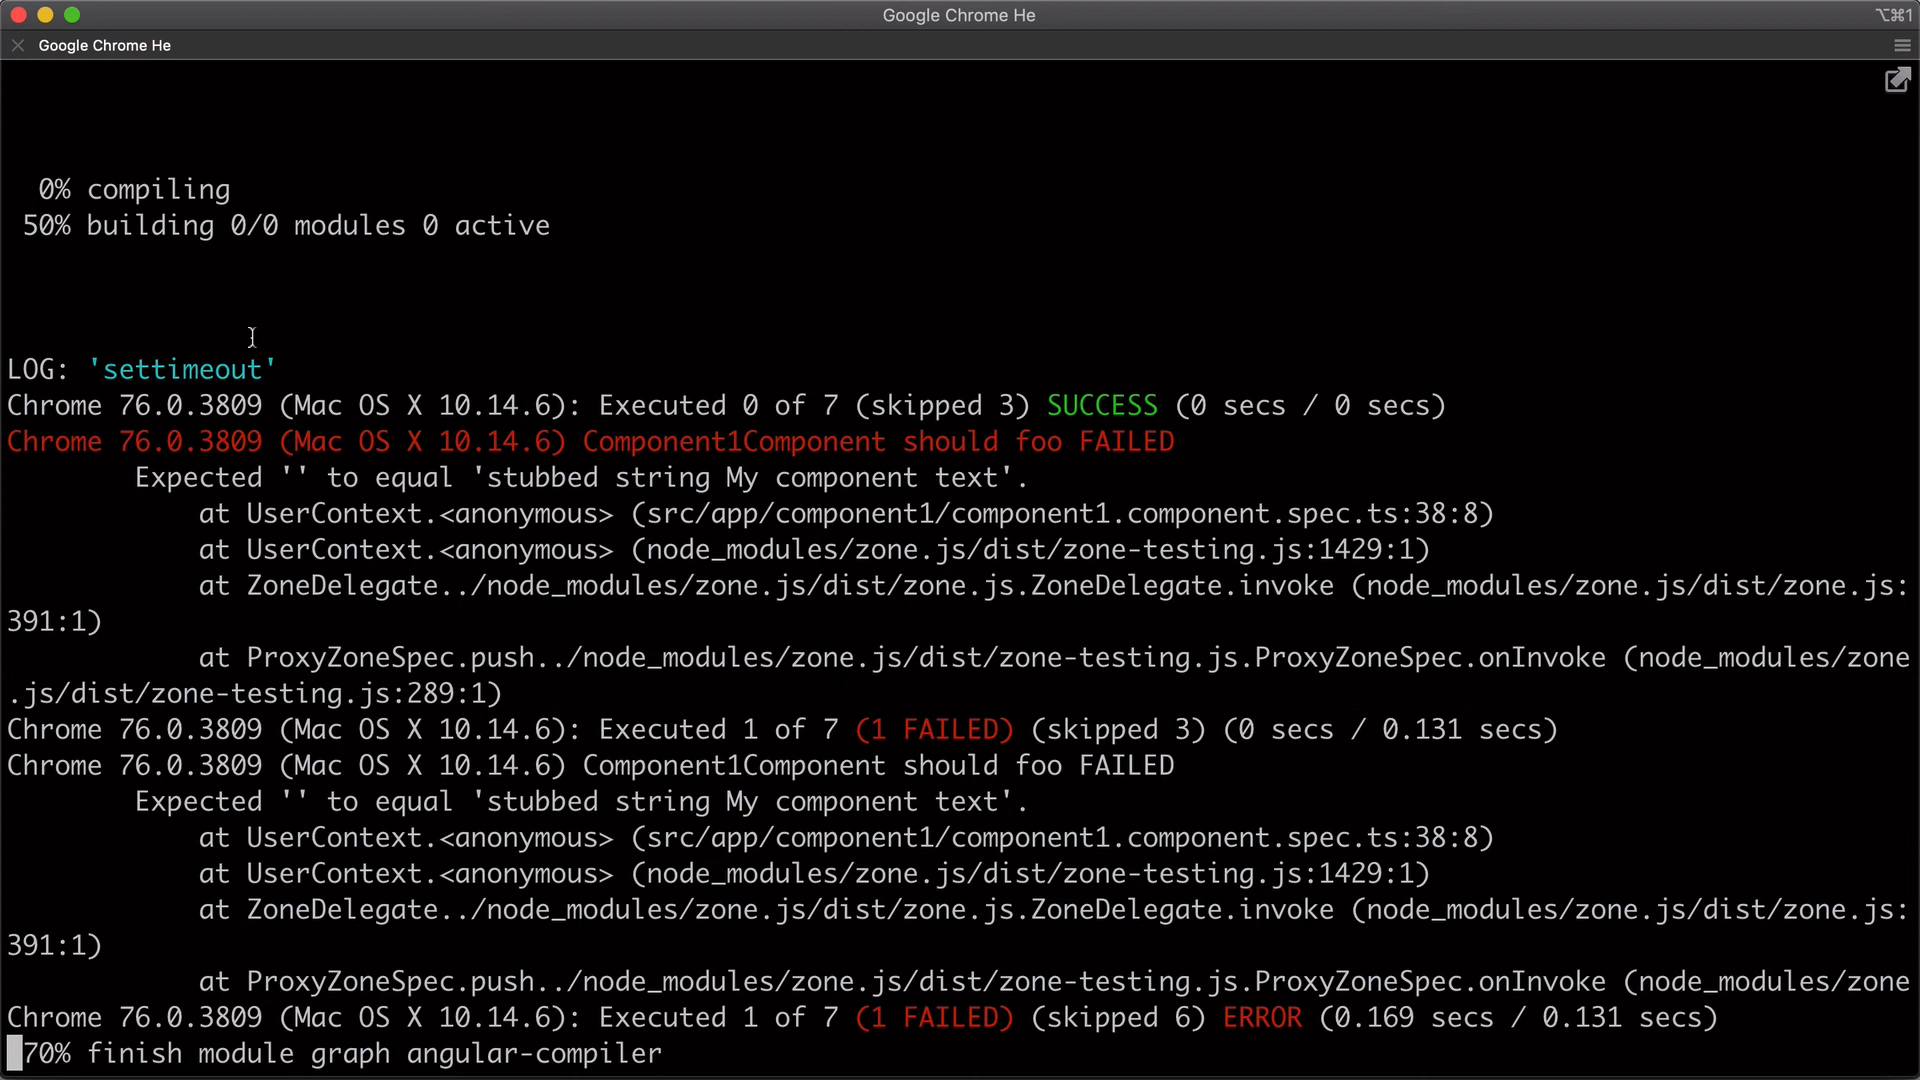 Google Chrome He
⌥⌘1
Google Chrome He
0% compiling
50% building 0/0 modules 0 active
LOG: 'settimeout'
Chrome 76.0.3809 (Mac OS X 10.14.6): Executed 0 of 7 (skipped 3) SUCCESS (0 secs / 0 secs)
Chrome 76.0.3809 (Mac OS X 10.14.6) Component1Component should foo FAILED
Expected '' to equal 'stubbed string My component text'.
at UserContext.<anonymous> (src/app/component1/component1.component.spec.ts:38:8)
at UserContext.<anonymous> (node_modules/zone.js/dist/zone-testing.js:1429:1)
at ZoneDelegate../node_modules/zone.js/dist/zone.js.ZoneDelegate.invoke (node_modules/zone.js/dist/zone.js:
391:1)
at ProxyZoneSpec.push../node_modules/zone.js/dist/zone-testing.js.ProxyZoneSpec.onInvoke (node_modules/zone
.js/dist/zone-testing.js:289:1)
Chrome 76.0.3809 (Mac OS X 10.14.6): Executed 1 of 7 (1 FAILED) (skipped 3) (0 secs / 0.131 secs)
Chrome 76.0.3809 (Mac OS X 10.14.6) Component1Component should foo FAILED
Expected '' to equal 'stubbed string My component text'.
at UserContext.<anonymous> (src/app/component1/component1.component.spec.ts:38:8)
at UserContext.<anonymous> (node_modules/zone.js/dist/zone-testing.js:1429:1)
at ZoneDelegate../node_modules/zone.js/dist/zone.js.ZoneDelegate.invoke (node_modules/zone.js/dist/zone.js:
391:1)
at ProxyZoneSpec.push../node_modules/zone.js/dist/zone-testing.js.ProxyZoneSpec.onInvoke (node_modules/zone
Chrome 76.0.3809 (Mac OS X 10.14.6): Executed 1 of 7 (1 FAILED) (skipped 6) ERROR (0.169 secs / 0.131 secs)
70% finish module graph angular-compiler